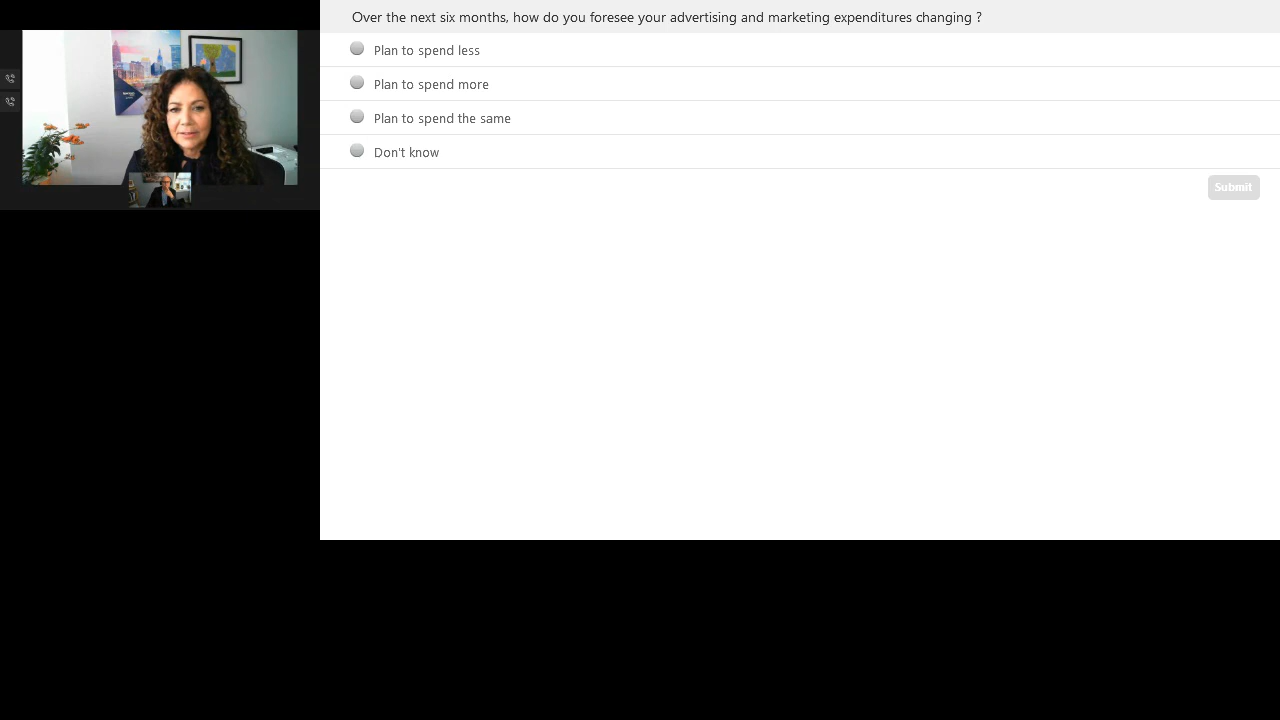 Over the next six months, how do you foresee your advertising and marketing expenditures changing ?
Plan to spend less
Plan to spend more
Plan to spend the same
Don't know
Submit